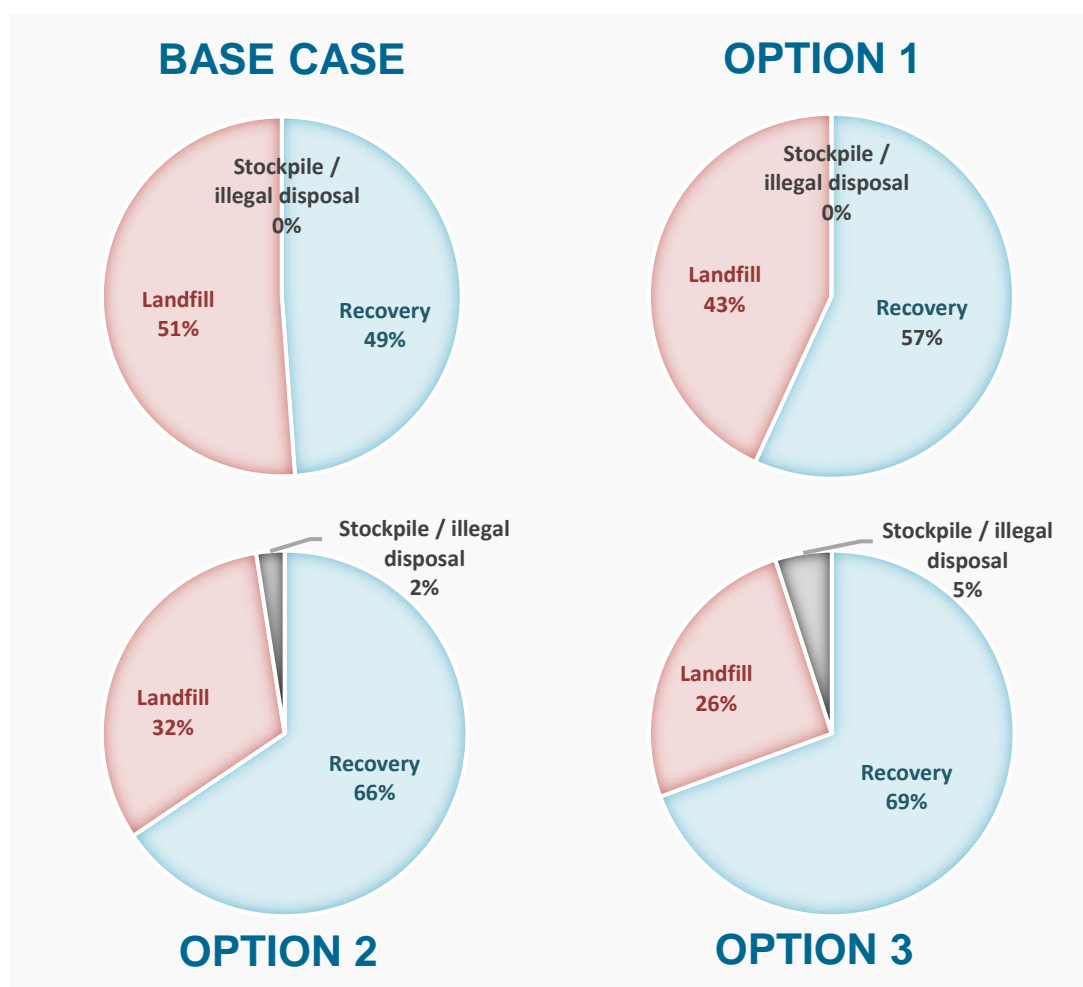 BASE CASE
Stockpile /
illegal disposal
0%
Landfill
51%
Recovery
49%
OPTION 1
Stockpile /
illegal disposal
0%
Landfill
43%
Recovery
57%
Stockpile / illegal
disposal
2%
Landfill
32%
Recovery
66%
OPTION 2
Stockpile / illegal
disposal
5%
Landfill
26%
Recovery
69%
OPTION 3